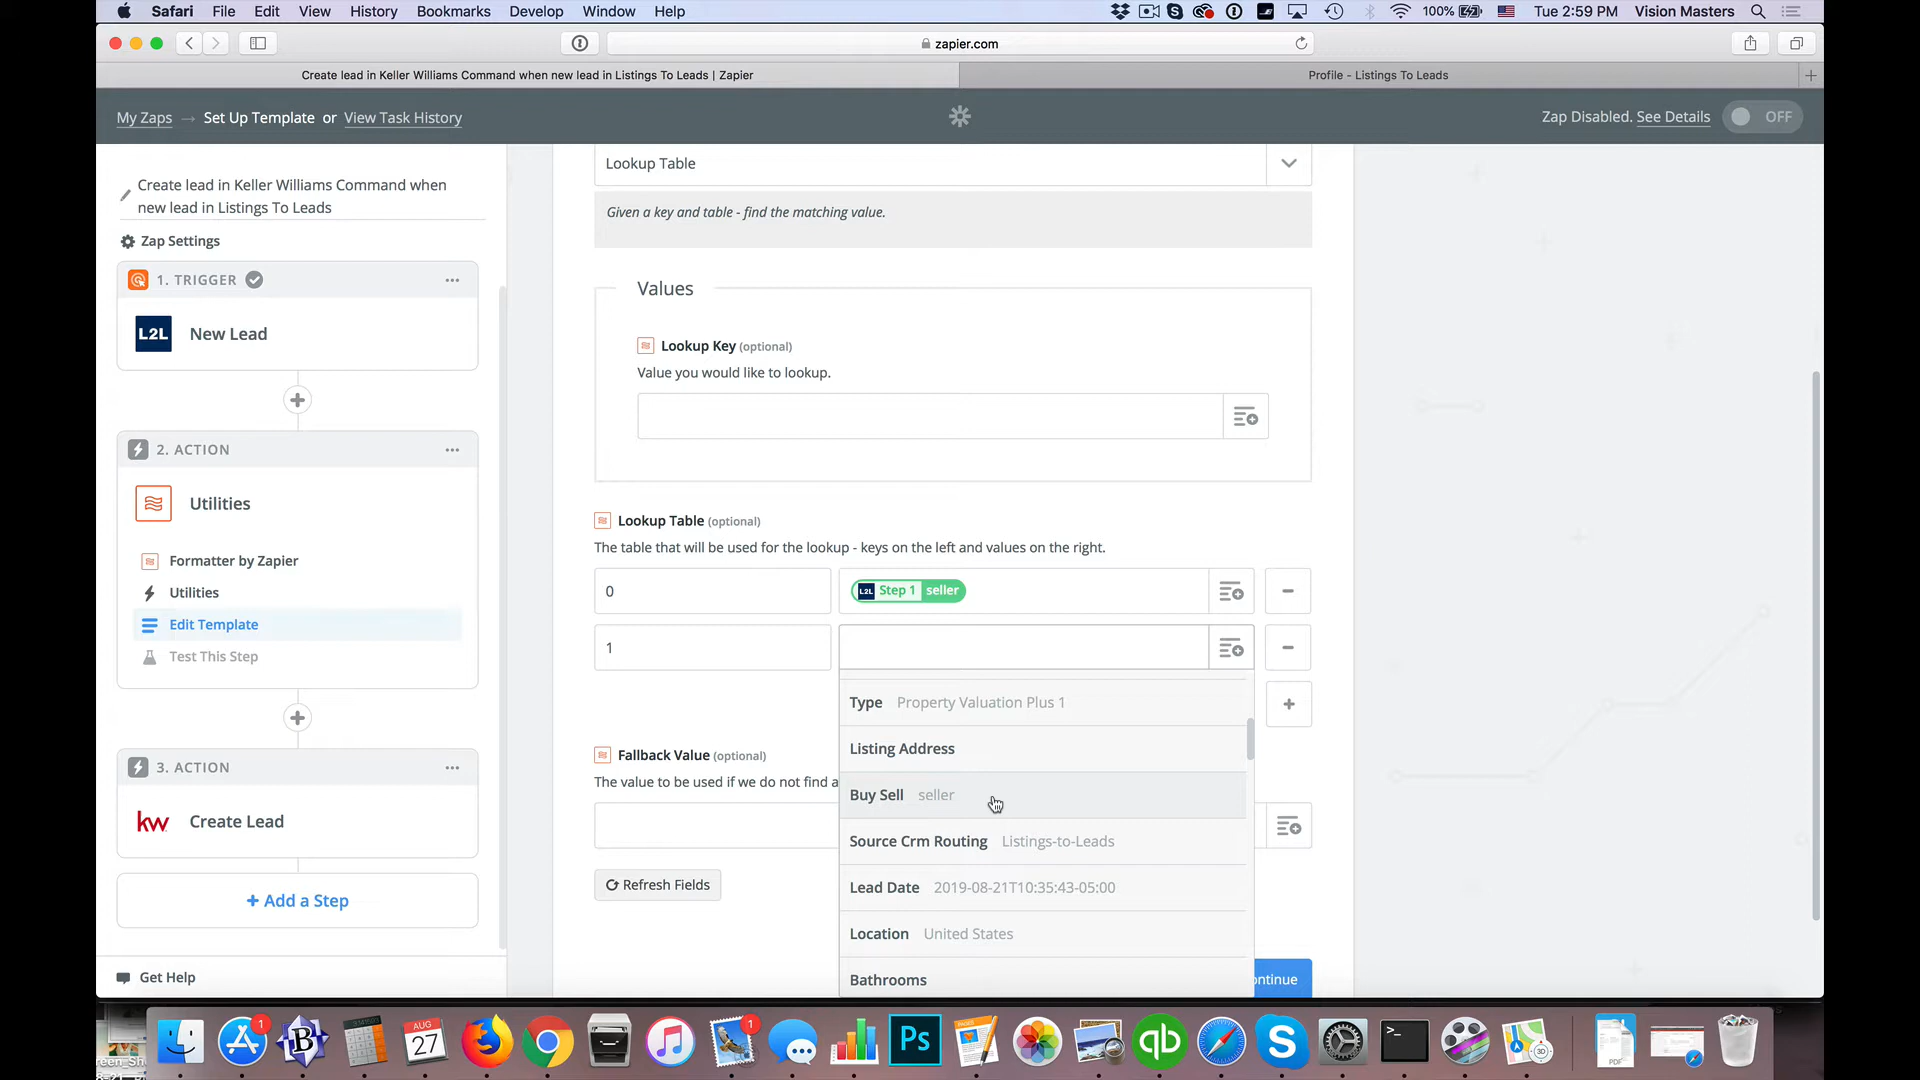 Safari File Edit View History Bookmarks Develop Window Help 100% Tue 2:59 PM Vision Masters
zapier.com
Create lead in Keller Williams Command when new lead in Listings To Leads | Zapier Profile - Listings To Leads
My Zaps → Set Up Template or View Task History Zap Disabled. See Details OFF
Create lead in Keller Williams Command when
new lead in Listings To Leads
Zap Settings
1. TRIGGER
L2L New Lead
2. ACTION
Utilities
Formatter by Zapier
Utilities
Edit Template
Test This Step
3. ACTION
kw Create Lead
+ Add a Step
Get Help
Lookup Table
Given a key and table - find the matching value.
Values
Lookup Key (optional)
Value you would like to lookup.
Lookup Table (optional)
The table that will be used for the lookup - keys on the left and values on the right.
0 L2L Step 1 seller
1
Type Property Valuation Plus 1
Listing Address
Buy Sell seller
Source Crm Routing Listings-to-Leads
Lead Date 2019-08-21T10:35:43-05:00
Location United States
Bathrooms
Fallback Value (optional)
The value to be used if we do not find a
Refresh Fields
ontinue
1 AUG 27 1 Ps qb S >_ 3D PDF